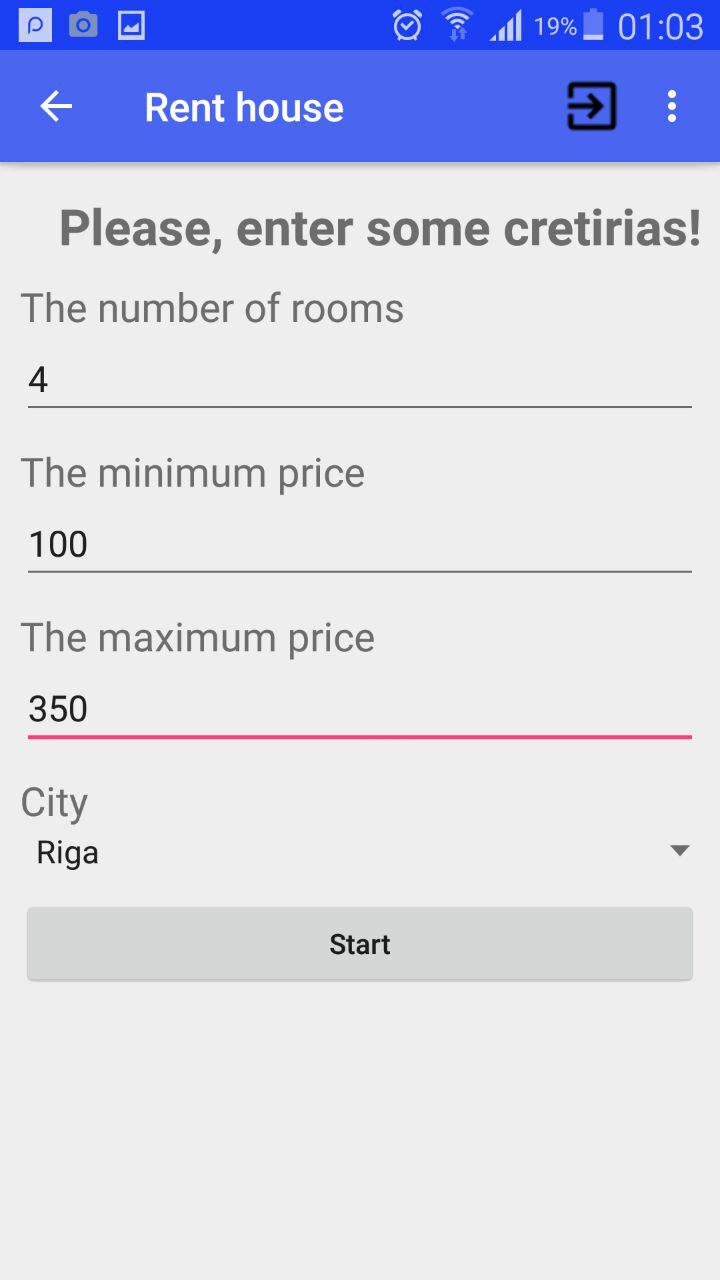 19% 01:03
Rent house
Please, enter some cretirias!
The number of rooms
4
The minimum price
100
The maximum price
350
City
Riga
Start